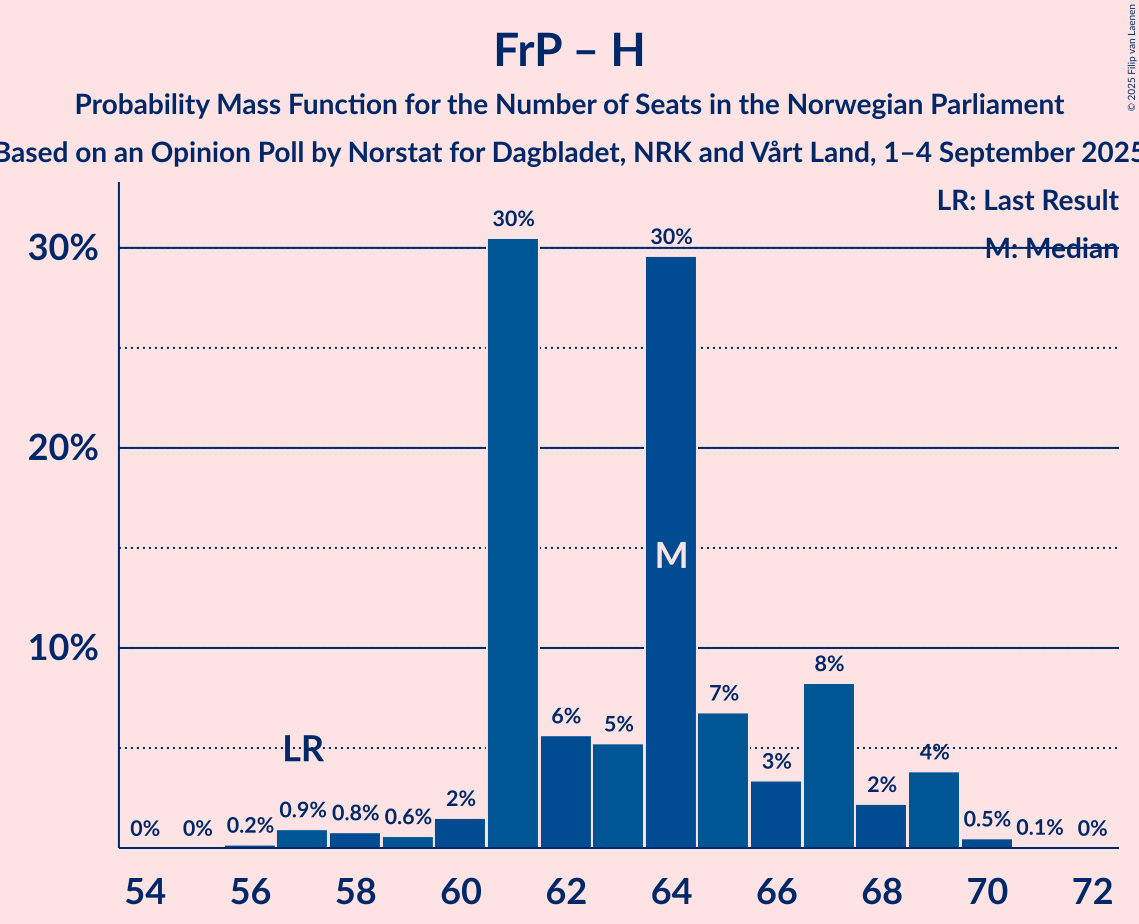 FrP – H
Probability Mass Function for the Number of Seats in the Norwegian Parliament
Based on an Opinion Poll by Norstat for Dagbladet, NRK and Vårt Land, 1–4 September 2025
© 2025 Filip van Laenen
LR: Last Result
M: Median
30%
20%
10%
0% 0% 0.2% 0.9% 0.8% 0.6% 2% 30% 6% 5% 30% 7% 3% 8% 2% 4% 0.5% 0.1% 0%
LR
M
54 56 58 60 62 64 66 68 70 72